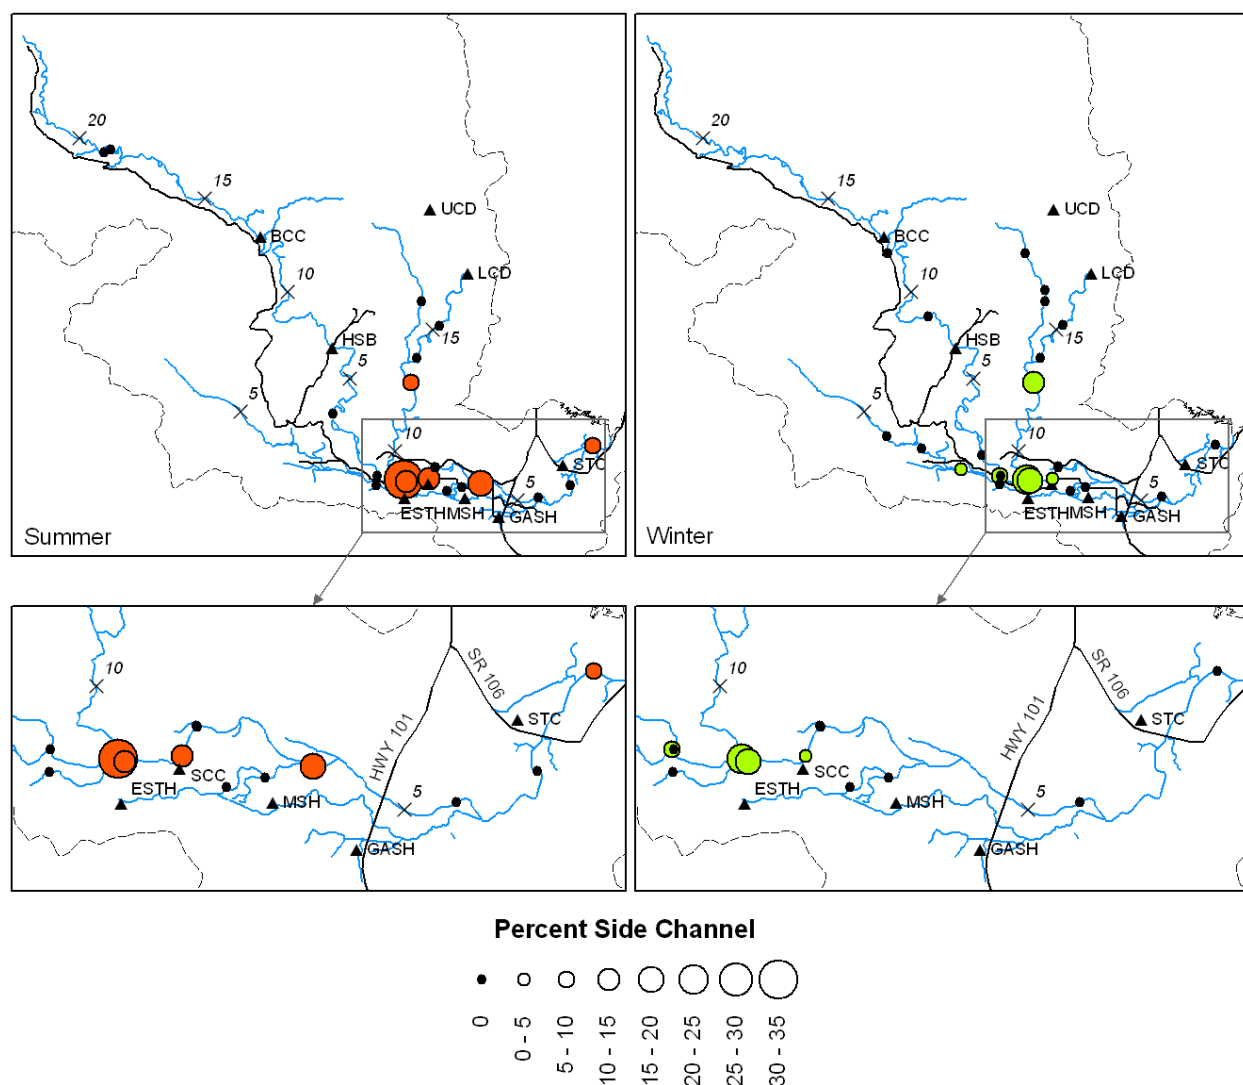 20
15
UCD
BCC
LCD
10
15
HSB
5
5
10
STC
5
ESTH
MSH
GASH
Summer
20
15
UCD
BCC
LCD
10
15
HSB
5
5
10
STC
5
ESTH
MSH
GASH
Winter
10
SR 106
STC
HWY 101
SCC
ESTH
MSH
5
GASH
10
SR 106
STC
HWY 101
SCC
ESTH
MSH
5
GASH
Percent Side Channel
0
0 - 5
5 - 10
10 - 15
15 - 20
20 - 25
25 - 30
30 - 35